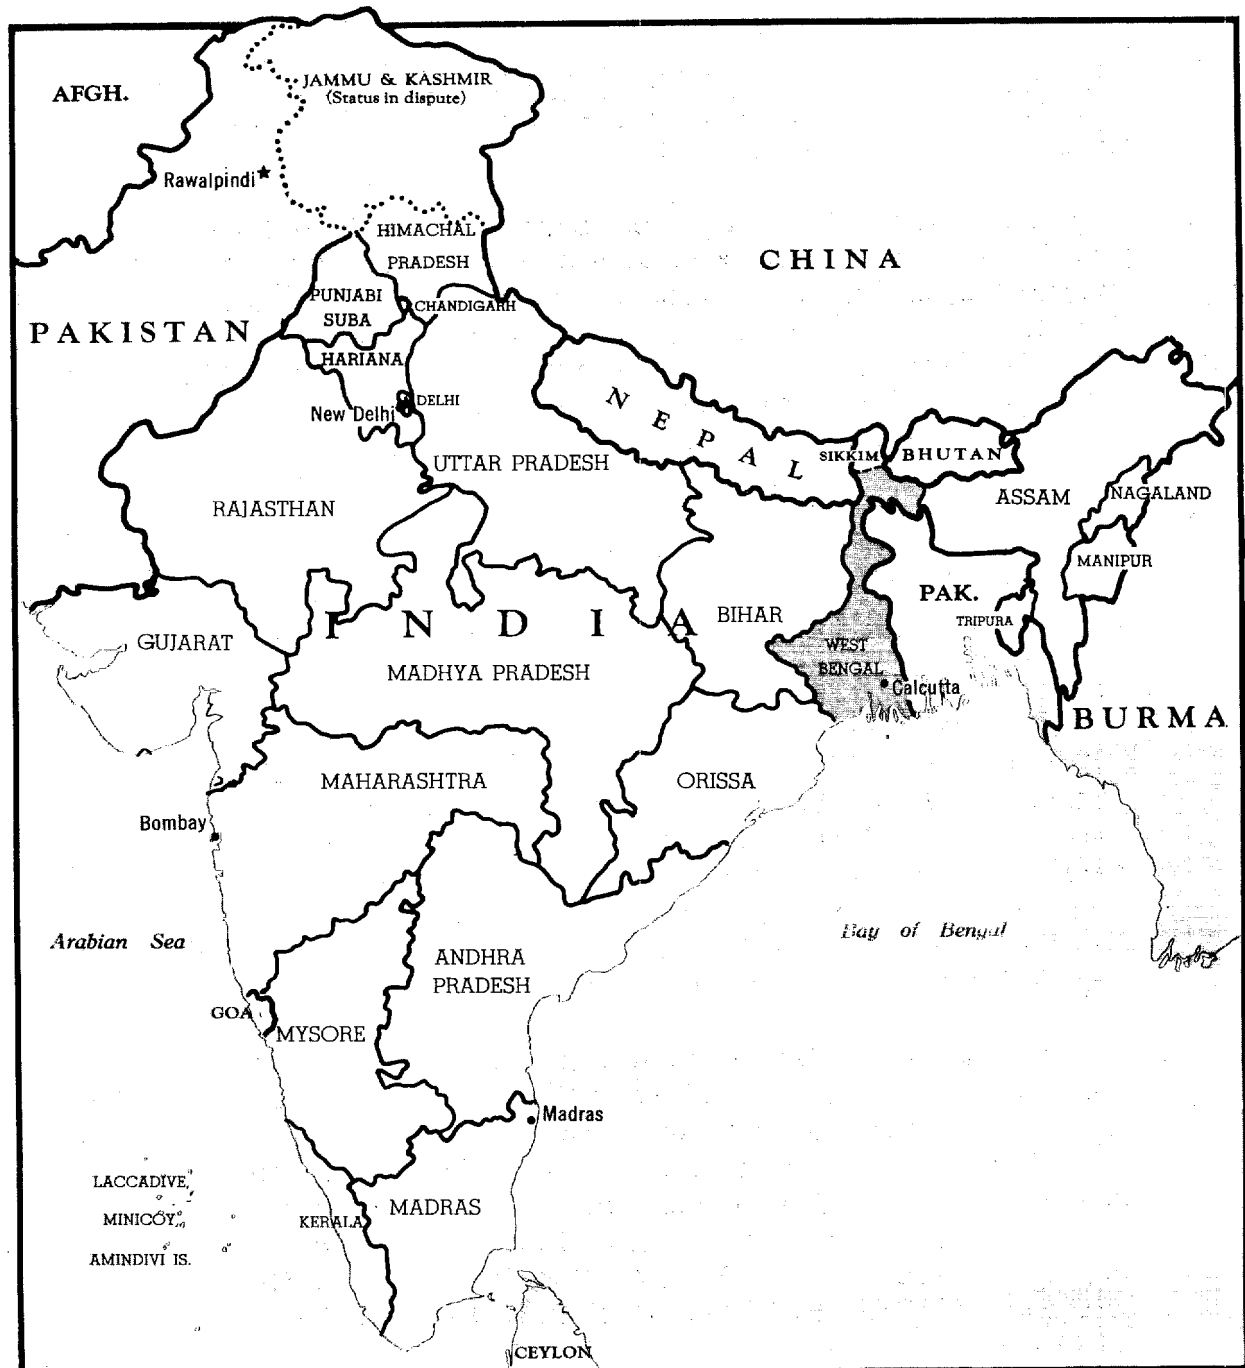 AFGH.
JAMMU & KASHMIR
(Status in dispute)
Rawalpindi
HIMACHAL
PRADESH
CHINA
PUNJABI
SUBA
CHANDIGARH
PAKISTAN
HARIANA
New Delhi
DELHI
NEPAL
SIKKIM
BHUTAN
UTTAR PRADESH
RAJASTHAN
ASSAM
NAGALAND
MANIPUR
PAK.
TRIPURA
INDIA
BIHAR
GUJARAT
MADHYA PRADESH
WEST
BENGAL
Calcutta
BURMA
MAHARASHTRA
ORISSA
Bombay
Arabian Sea
Bay of Bengal
ANDHRA
PRADESH
GOA
MYSORE
Madras
LACCADIVE,
MINICOY,
AMINDIVI IS.
KERALA
MADRAS
CEYLON